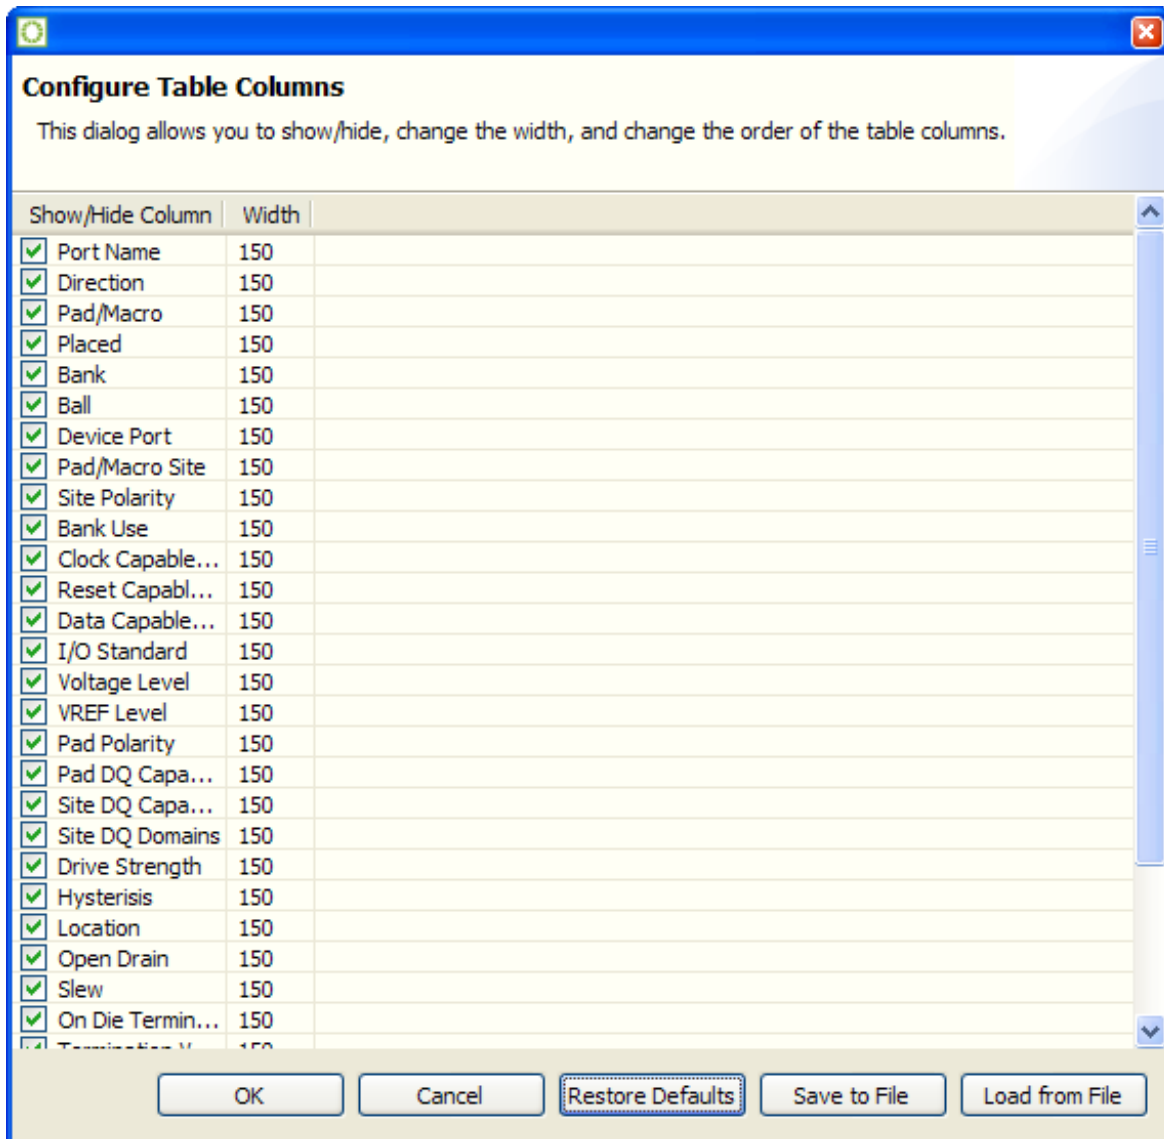 Configure Table Columns
This dialog allows you to show/hide, change the width, and change the order of the table columns.
Show/Hide Column Width
Port Name 150
Direction 150
Pad/Macro 150
Placed 150
Bank 150
Ball 150
Device Port 150
Pad/Macro Site 150
Site Polarity 150
Bank Use 150
Clock Capable... 150
Reset Capabl... 150
Data Capable... 150
I/O Standard 150
Voltage Level 150
VREF Level 150
Pad Polarity 150
Pad DQ Capa... 150
Site DQ Capa... 150
Site DQ Domains 150
Drive Strength 150
Hysterisis 150
Location 150
Open Drain 150
Slew 150
On Die Termin... 150
OK Cancel Restore Defaults Save to File Load from File